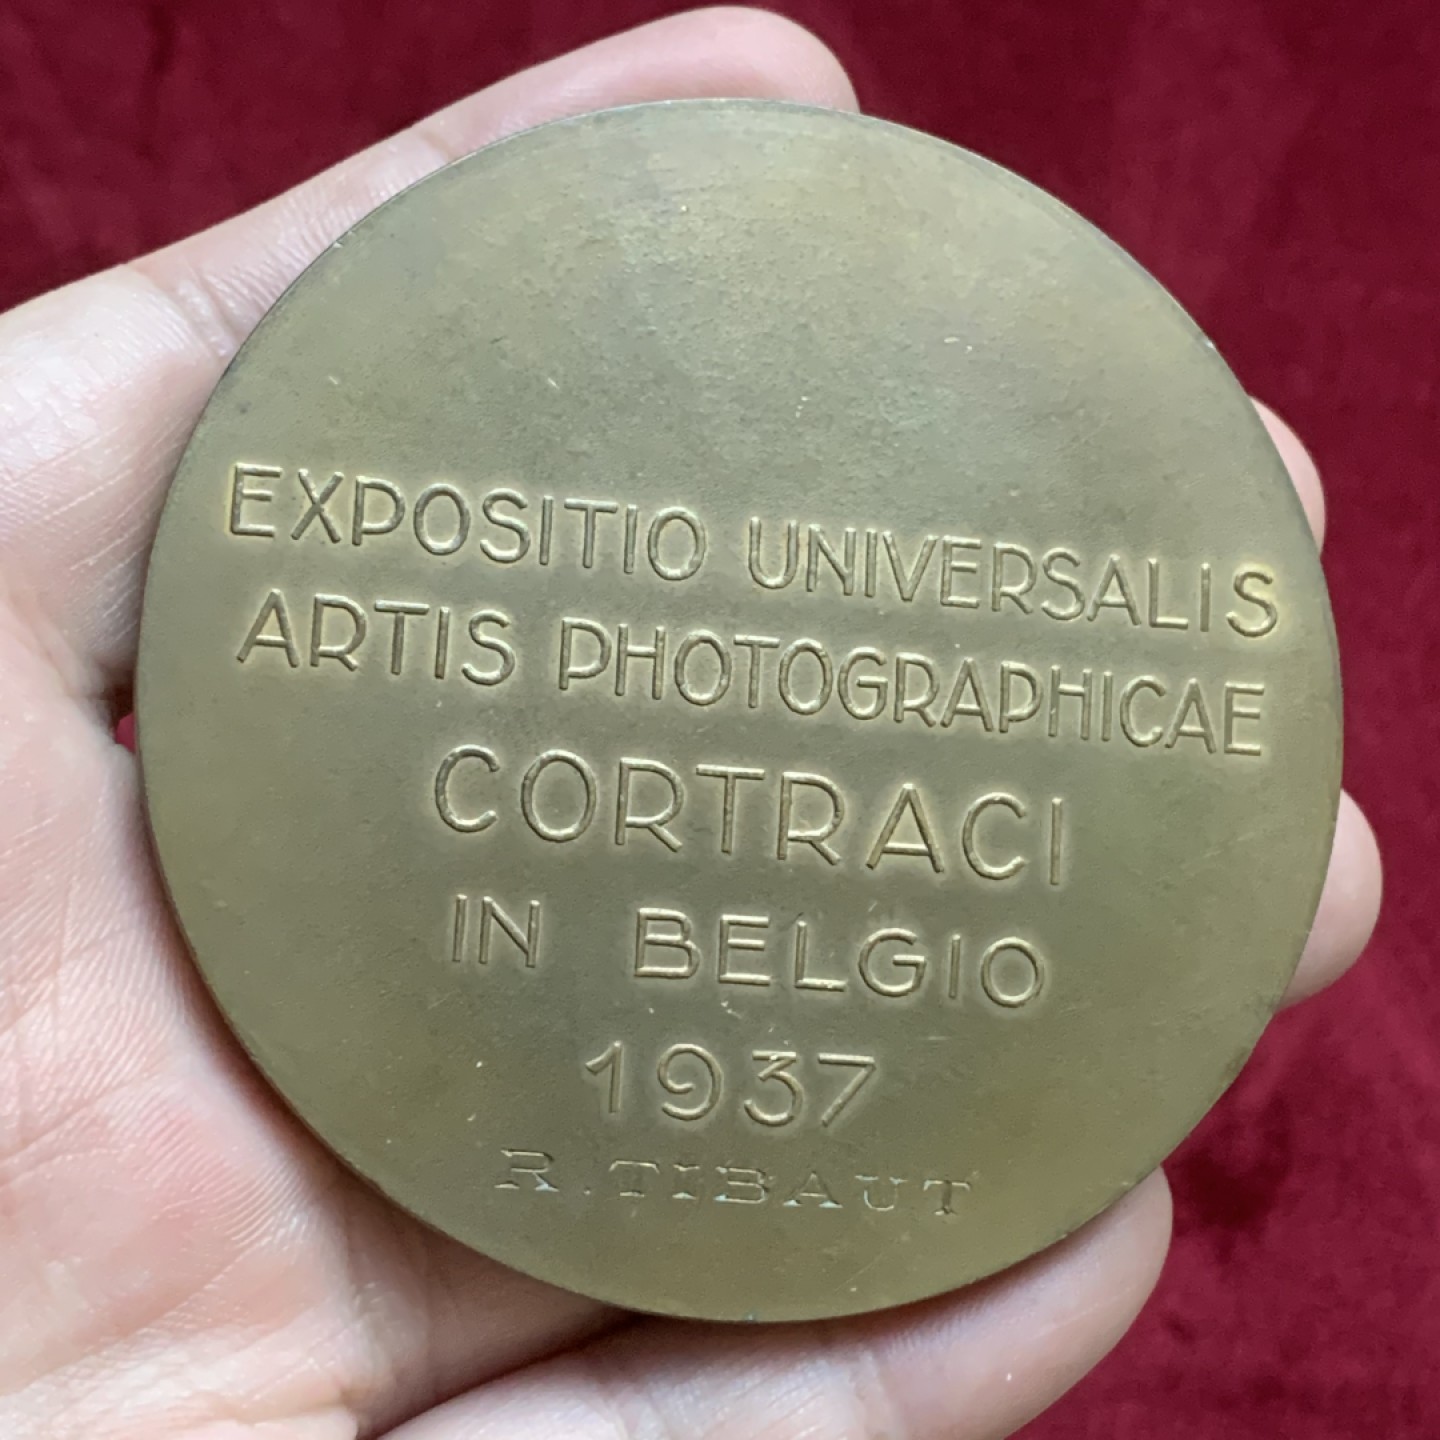 EXPOSITIO UNIVERSALIS
ARTIS PHOTOGRAPHICAE
CORTRACI
IN BELGIO
1937
R. TIBAUT